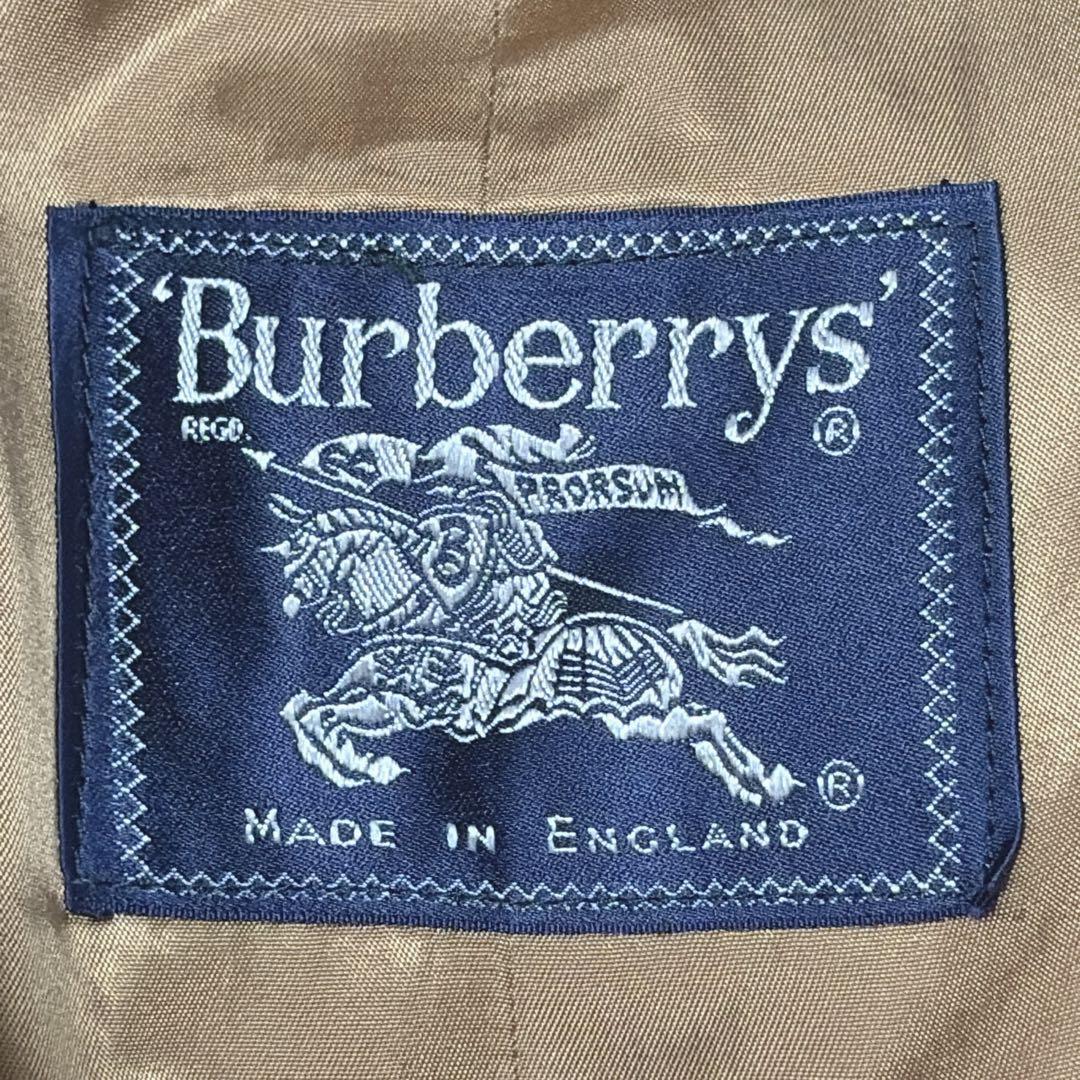 ‘Burberrys’
REGD. ®
PRORSUM
®
MADE IN ENGLAND